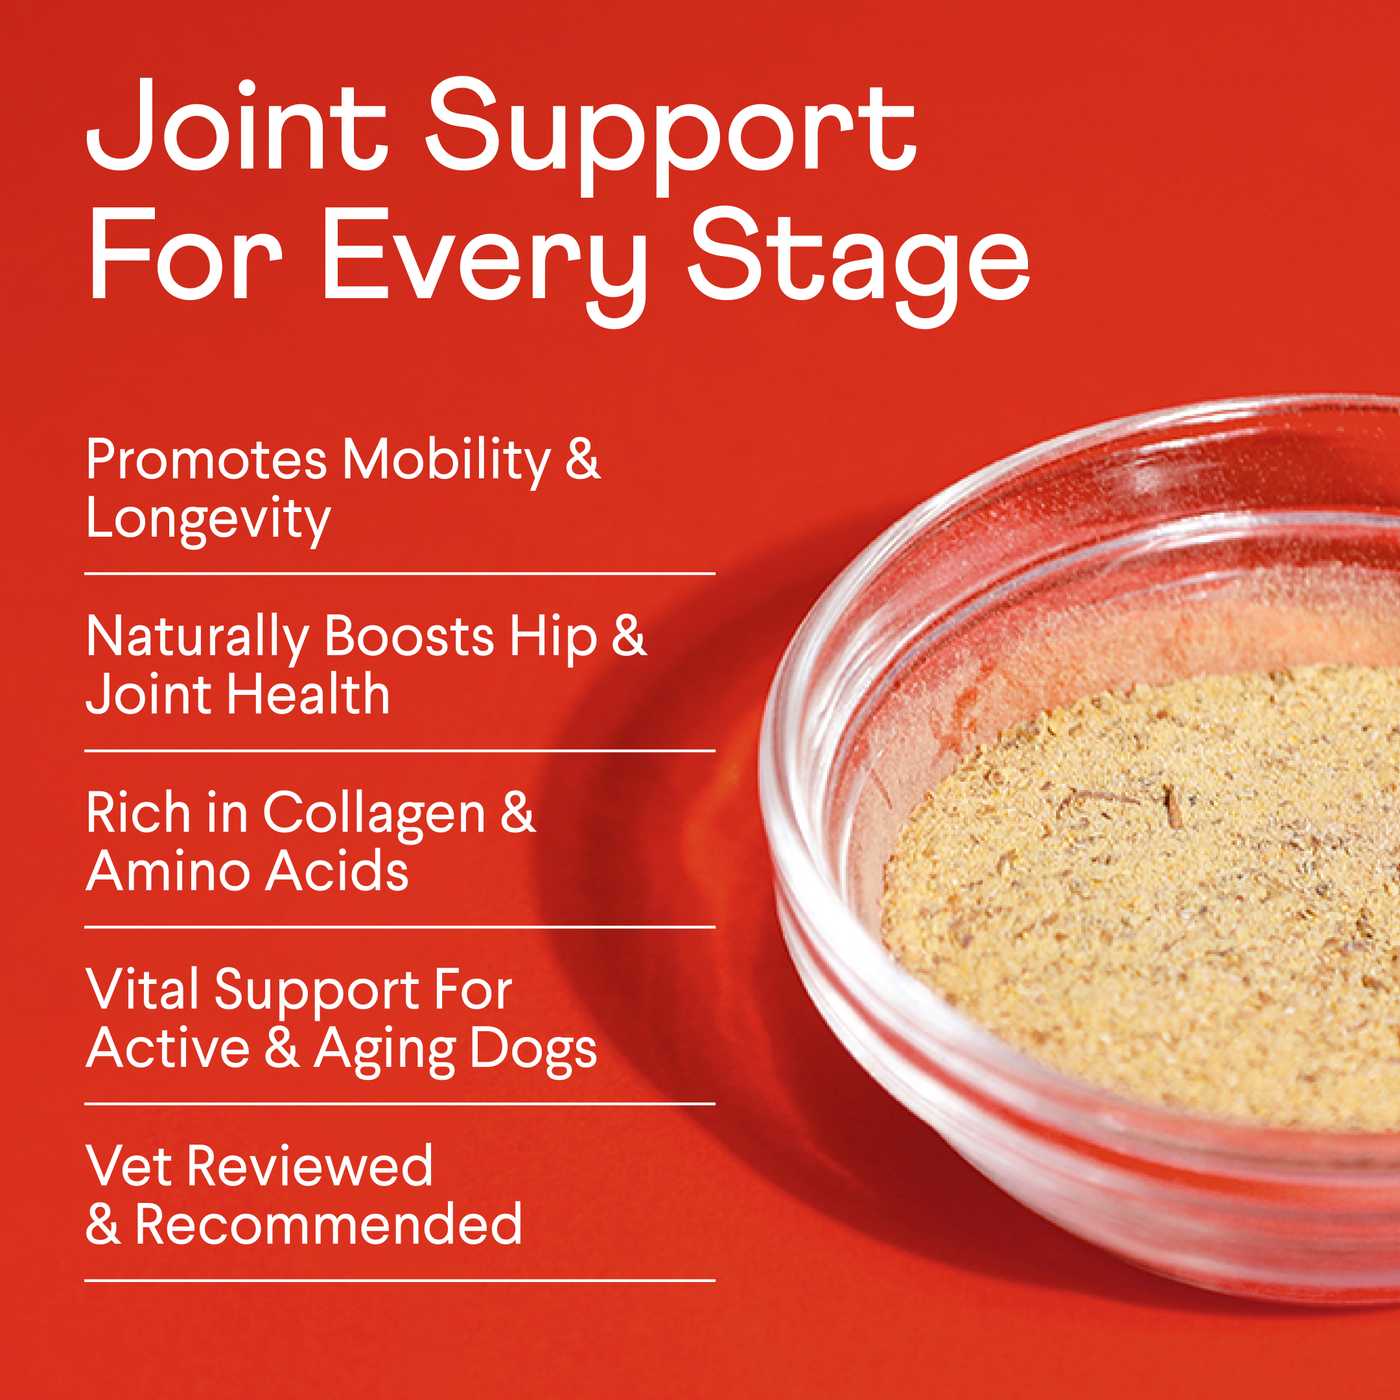 Joint Support
For Every Stage
Promotes Mobility &
Longevity
Naturally Boosts Hip &
Joint Health
Rich in Collagen &
Amino Acids
Vital Support For
Active & Aging Dogs
Vet Reviewed
& Recommended